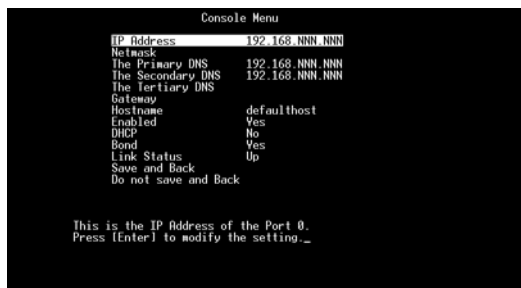 Console Menu
IP Address 192.168.NNN.NNN
Netmask
The Primary DNS 192.168.NNN.NNN
The Secondary DNS 192.168.NNN.NNN
The Tertiary DNS
Gateway
Hostname defaulthost
Enabled Yes
DHCP No
Bond Yes
Link Status Up
Save and Back
Do not save and Back
This is the IP Address of the Port 0.
Press [Enter] to modify the setting._